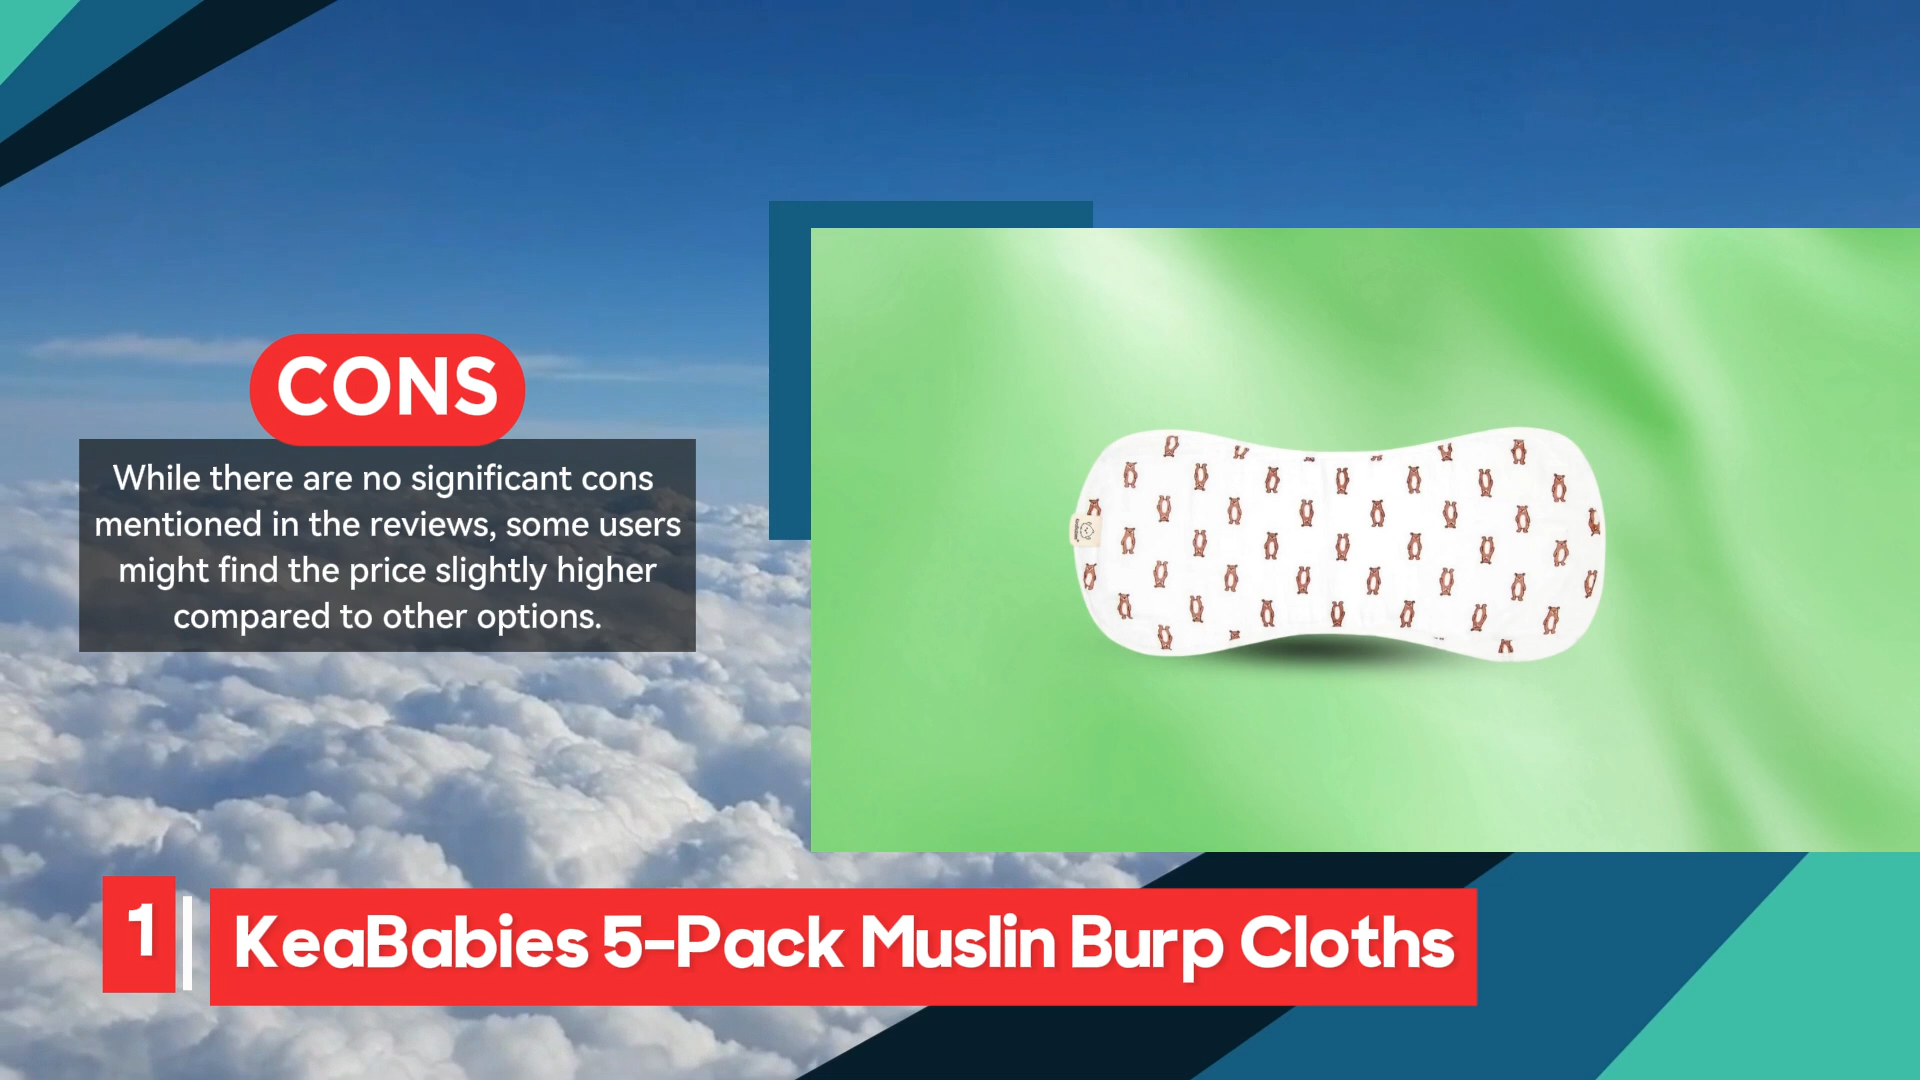 CONS
While there are no significant cons
mentioned in the reviews, some users
might find the price slightly higher
compared to other options.
1
KeaBabies 5-Pack Muslin Burp Cloths